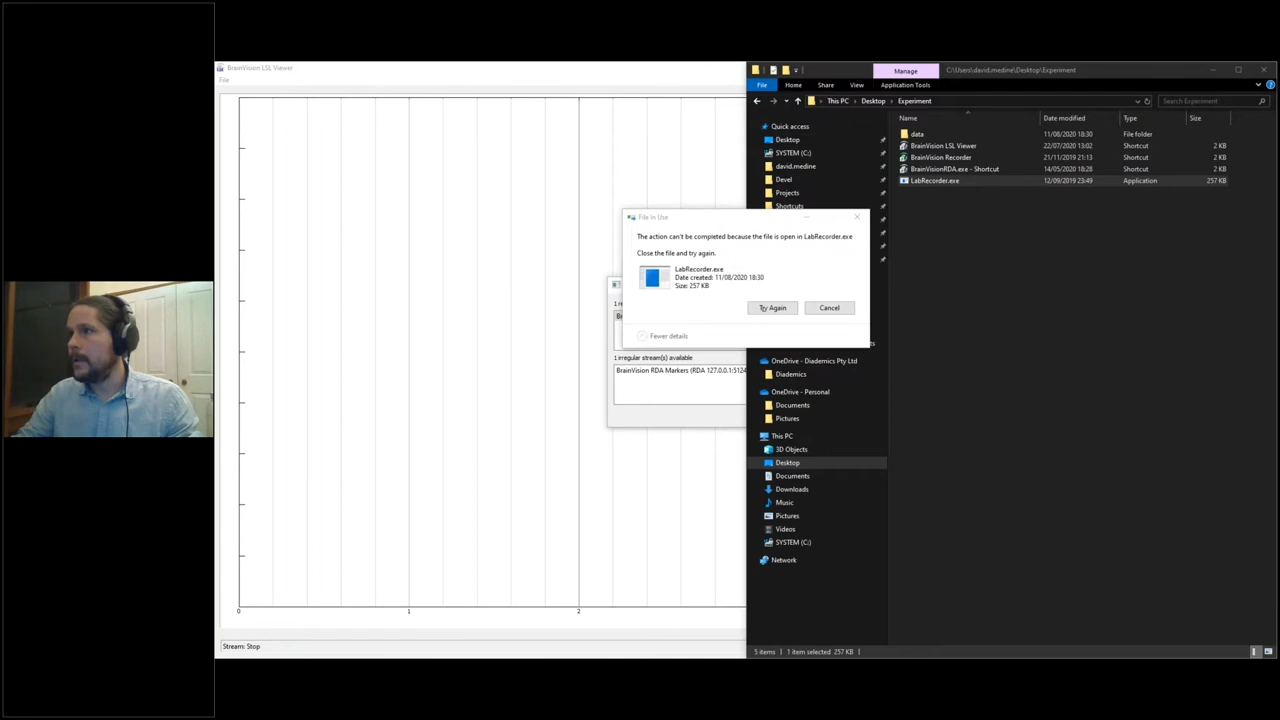 BrainVision LSL Viewer
File
0
1
2
Stream: Stop
1 irregular stream(s) available
BrainVision RDA Markers (RDA 127.0.0.1:5124
File In Use
The action can't be completed because the file is open in LabRecorder.exe
Close the file and try again.
LabRecorder.exe
Date created: 11/08/2020 18:30
Size: 257 KB
Try Again
Cancel
Fewer details
Manage
C:\Users\david.medine\Desktop\Experiment
File
Home
Share
View
Application Tools
This PC
Desktop
Experiment
Search Experiment
Quick access
Desktop
SYSTEM (C:)
david.medine
Devel
Projects
Shortcuts
OneDrive - Diademics Pty Ltd
Diademics
OneDrive - Personal
Documents
Pictures
This PC
3D Objects
Desktop
Documents
Downloads
Music
Pictures
Videos
SYSTEM (C:)
Network
Name
Date modified
Type
Size
data
11/08/2020 18:30
File folder
BrainVision LSL Viewer
22/07/2020 13:02
Shortcut
2 KB
BrainVision Recorder
21/11/2019 21:13
Shortcut
2 KB
BrainVisionRDA.exe - Shortcut
14/05/2020 18:28
Shortcut
2 KB
LabRecorder.exe
12/09/2019 23:49
Application
257 KB
5 items
1 item selected 257 KB